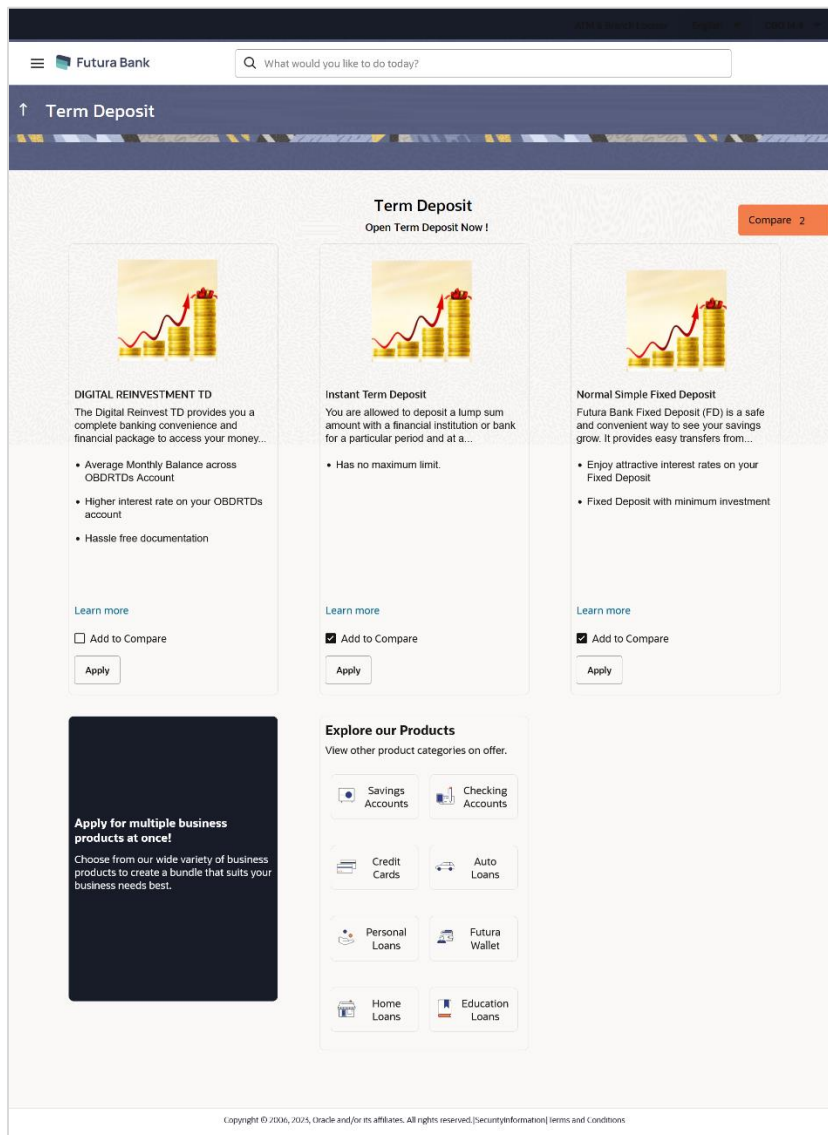 Futura Bank
What would you like to do today?
↑ Term Deposit
Term Deposit
Open Term Deposit Now !
Compare 2
DIGITAL REINVESTMENT TD
The Digital Reinvest TD provides you a
complete banking convenience and
financial package to access your money...
• Average Monthly Balance across
OBDRTDs Account
• Higher interest rate on your OBDRTDs
account
• Hassle free documentation
Learn more
Add to Compare
Apply
Instant Term Deposit
You are allowed to deposit a lump sum
amount with a financial institution or bank
for a particular period and at a...
• Has no maximum limit.
Learn more
Add to Compare
Apply
Normal Simple Fixed Deposit
Futura Bank Fixed Deposit (FD) is a safe
and convenient way to see your savings
grow. It provides easy transfers from...
• Enjoy attractive interest rates on your
Fixed Deposit
• Fixed Deposit with minimum investment
Learn more
Add to Compare
Apply
Apply for multiple business
products at once!
Choose from our wide variety of business
products to create a bundle that suits your
business needs best.
Explore our Products
View other product categories on offer.
Savings
Accounts
Checking
Accounts
Credit
Cards
Auto
Loans
Personal
Loans
Futura
Wallet
Home
Loans
Education
Loans
Copyright © 2006, 2023, Oracle and/or its affiliates. All rights reserved.|SecurityInformation|Terms and Conditions